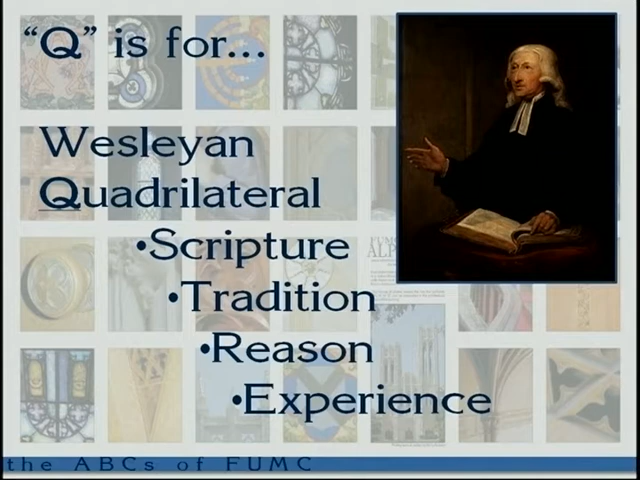 “Q” is for...
Wesleyan
Quadrilateral
•Scripture
•Tradition
•Reason
•Experience
the ABCs of FUMC